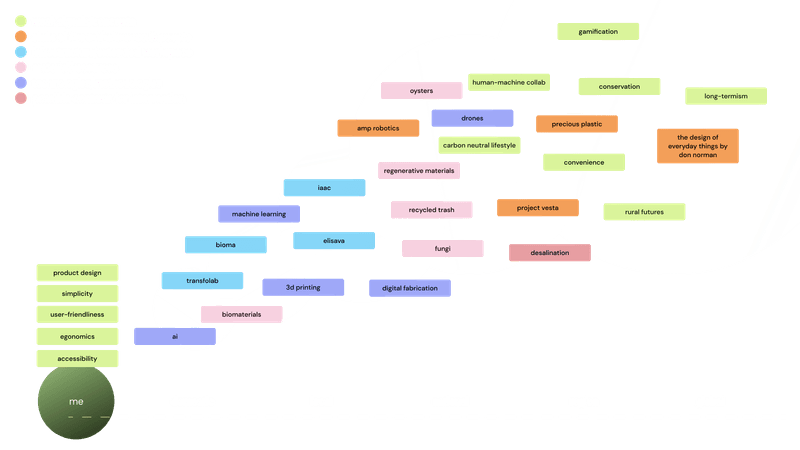 gamification
human-machine collab
conservation
oysters
long-termism
drones
precious plastic
amp robotics
the design of
everyday things by
don norman
carbon neutral lifestyle
convenience
regenerative materials
iaac
recycled trash
project vesta
rural futures
machine learning
elisava
bioma
fungi
desalination
product design
transfolab
3d printing
digital fabrication
simplicity
user-friendliness
biomaterials
egonomics
ai
accessibility
me